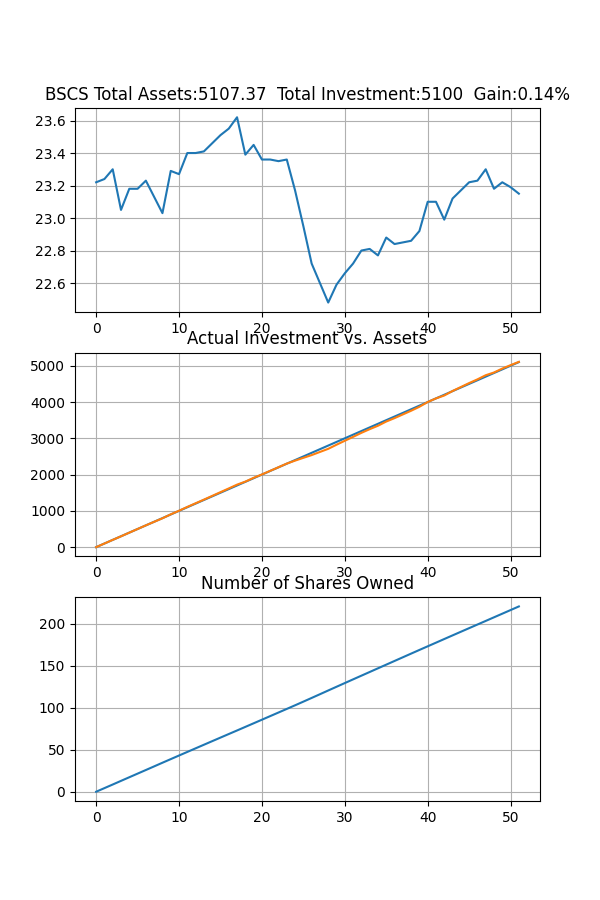 BSCS Total Assets:5107.37  Total Investment:5100  Gain:0.14%
23.6
23.4
23.2
23.0
22.8
22.6
0 10 20 30 40 50
Actual Investment vs. Assets
5000
4000
3000
2000
1000
0
0 10 20 30 40 50
Number of Shares Owned
200
150
100
50
0
0 10 20 30 40 50